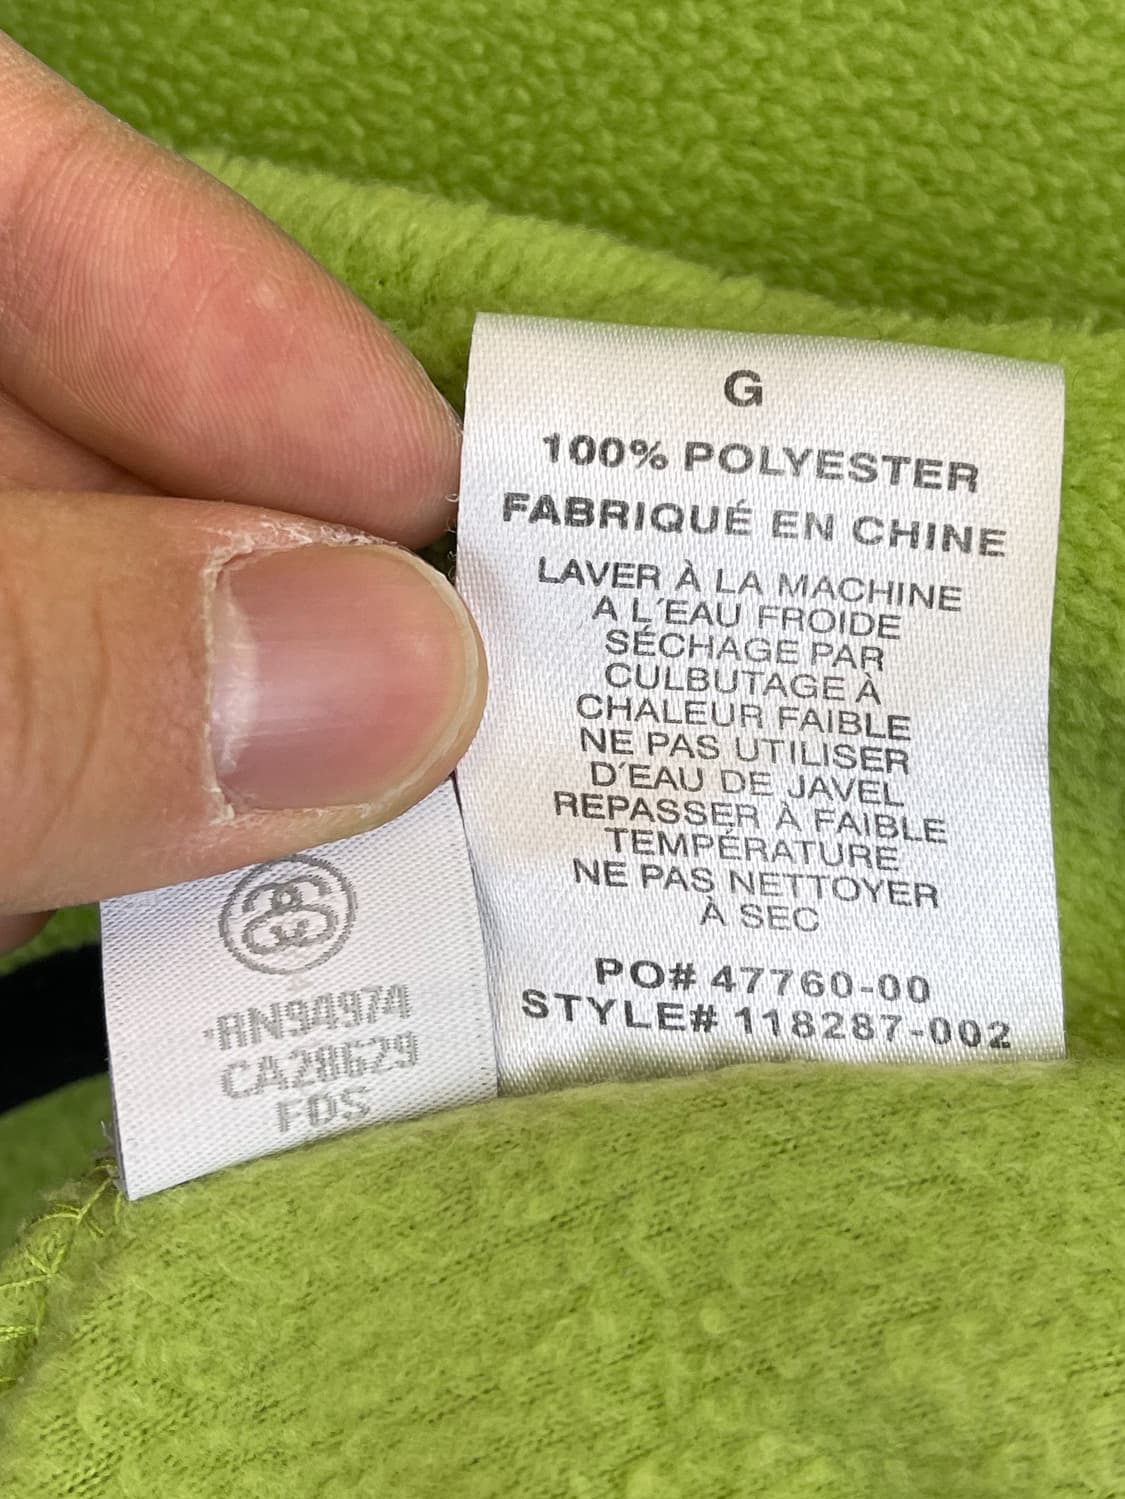 G
100% POLYESTER
FABRIQUÉ EN CHINE
LAVER À LA MACHINE
A L'EAU FROIDE
SÉCHAGE PAR
CULBUTAGE À
CHALEUR FAIBLE
NE PAS UTILISER
D'EAU DE JAVEL
REPASSER À FAIBLE
TEMPÉRATURE
NE PAS NETTOYER
À SEC
PO# 47760-00
STYLE# 118287-002
RN94974
CA28629
FDS